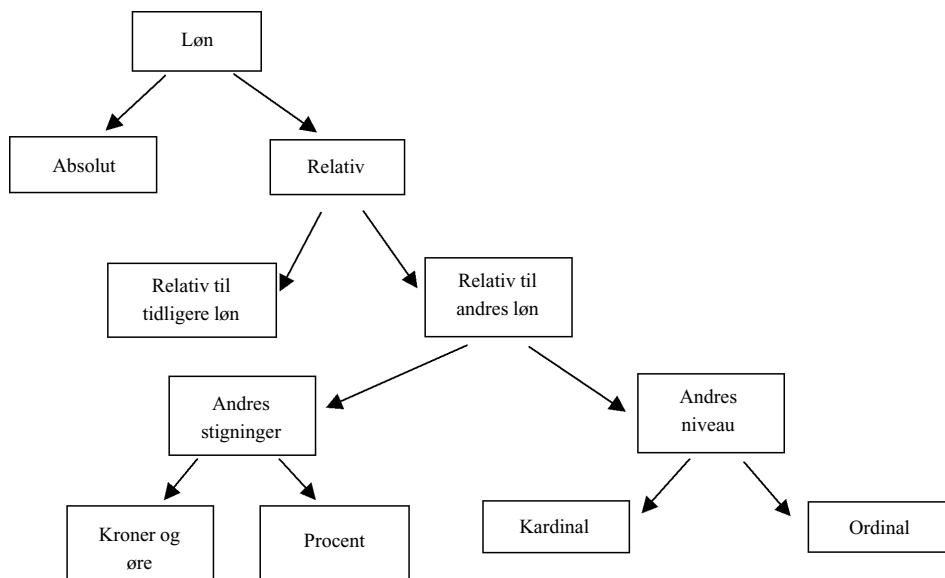 Løn
Absolut
Relativ
Relativ til
tidligere løn
Relativ til
andres løn
Andres
stigninger
Andres
niveau
Kroner og
øre
Procent
Kardinal
Ordinal